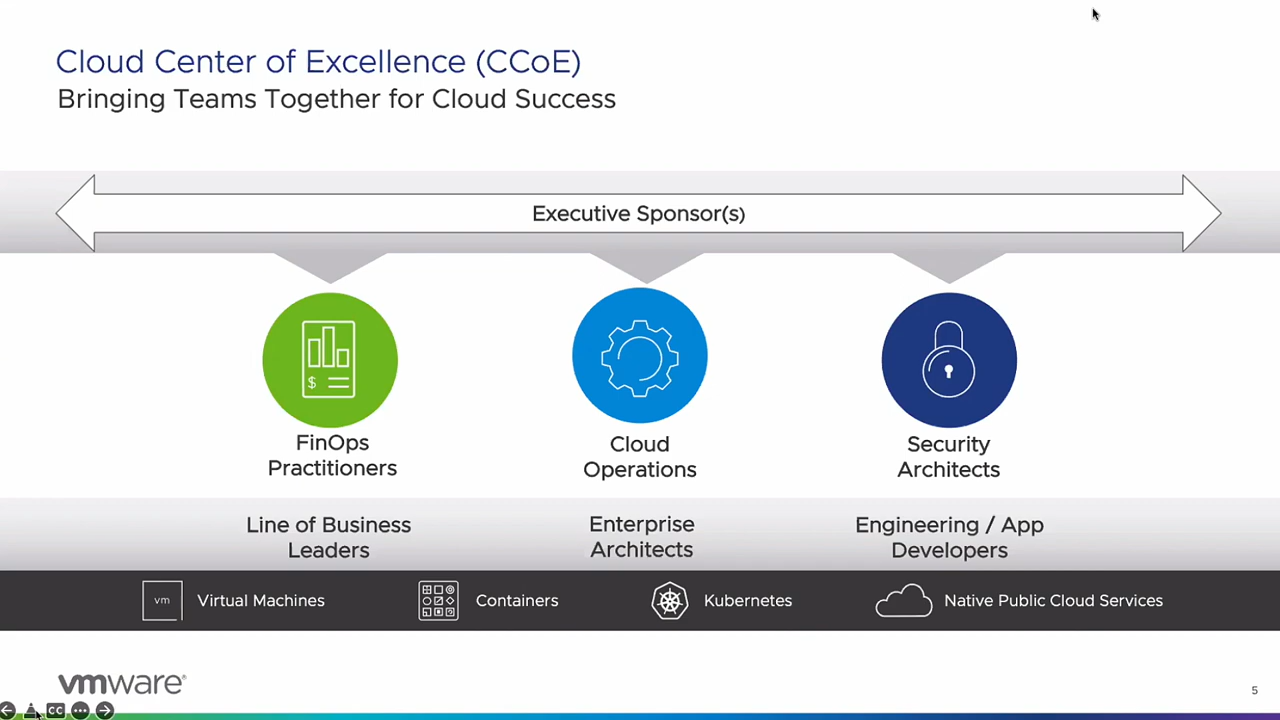 Cloud Center of Excellence (CCoE)
Bringing Teams Together for Cloud Success
Executive Sponsor(s)
$
FinOps
Practitioners
Cloud
Operations
Security
Architects
Line of Business
Leaders
Enterprise
Architects
Engineering / App
Developers
vm
Virtual Machines
Containers
Kubernetes
Native Public Cloud Services
vmware®
5
CC